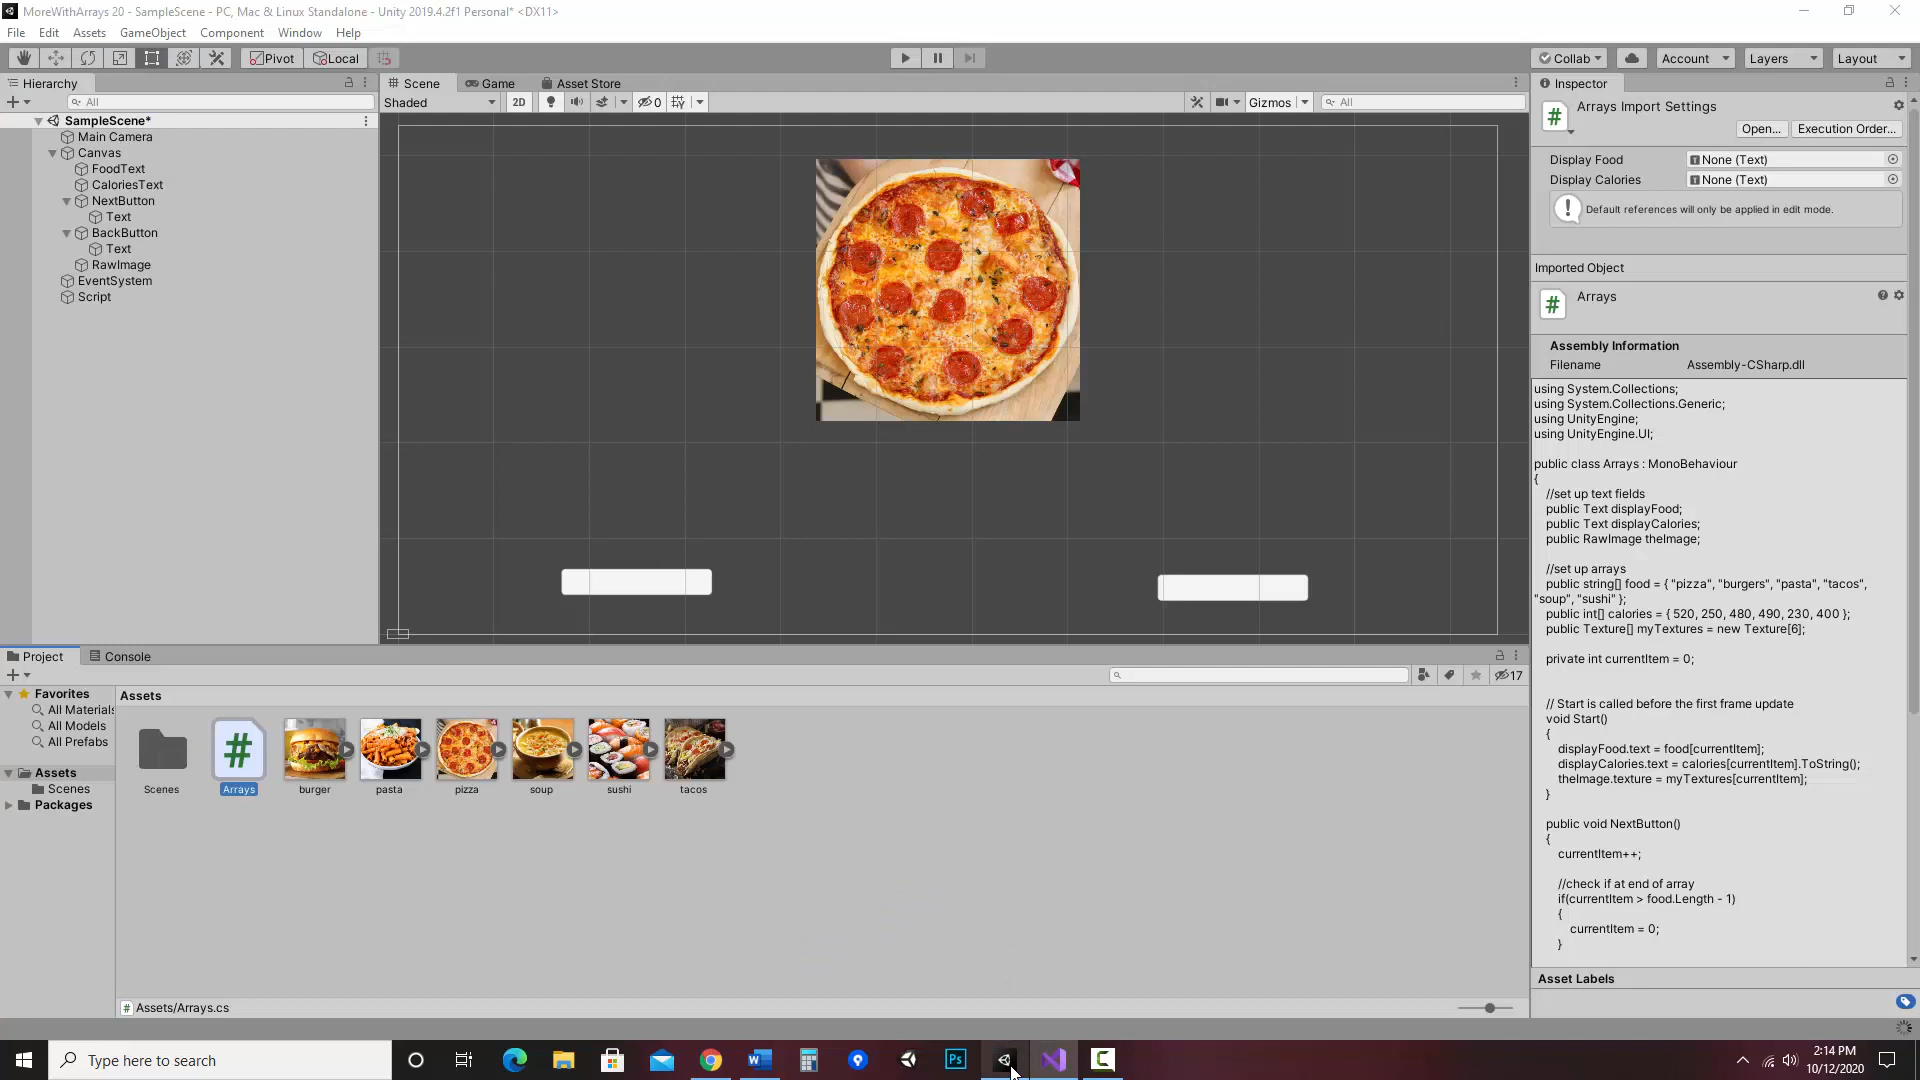 MoreWithArrays 20 - SampleScene - PC, Mac & Linux Standalone - Unity 2019.4.2f1 Personal* <DX11>
File Edit Assets GameObject Component Window Help
Pivot Local Collab Account Layers Layout
Hierarchy
All
SampleScene*
Main Camera
Canvas
FoodText
CaloriesText
NextButton
Text
BackButton
Text
RawImage
EventSystem
Script
Scene Game Asset Store
Shaded 2D 0 Gizmos All
Inspector
Arrays Import Settings
Open... Execution Order...
Display Food None (Text)
Display Calories None (Text)
Default references will only be applied in edit mode.
Imported Object
Arrays
Assembly Information
Filename Assembly-CSharp.dll
using System.Collections;
using System.Collections.Generic;
using UnityEngine;
using UnityEngine.UI;
public class Arrays : MonoBehaviour
{
//set up text fields
public Text displayFood;
public Text displayCalories;
public RawImage theImage;
//set up arrays
public string[] food = { "pizza", "burgers", "pasta", "tacos",
"soup", "sushi" };
public int[] calories = { 520, 250, 480, 490, 230, 400 };
public Texture[] myTextures = new Texture[6];
private int currentItem = 0;
// Start is called before the first frame update
void Start()
{
displayFood.text = food[currentItem];
displayCalories.text = calories[currentItem].ToString();
theImage.texture = myTextures[currentItem];
}
public void NextButton()
{
currentItem++;
//check if at end of array
if(currentItem > food.Length - 1)
{
currentItem = 0;
}
Asset Labels
Project Console
17
Favorites
All Materials
All Models
All Prefabs
Assets
Scenes
Packages
Assets
Scenes Arrays burger pasta pizza soup sushi tacos
Assets/Arrays.cs
Type here to search
2:14 PM
10/12/2020